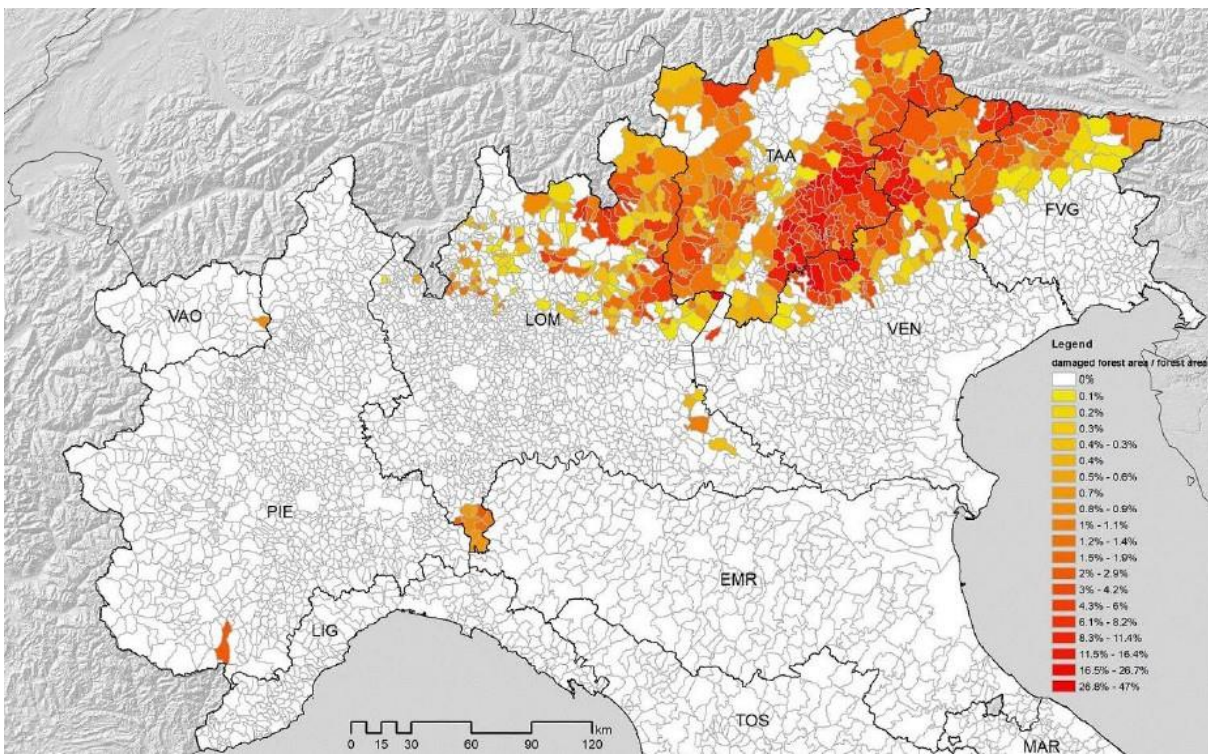 TAA
FVG
VAO
LOM
VEN
Legend
damaged forest area / forest area
0%
0.1%
0.2%
0.3%
0.4% - 0.3%
0.4%
0.5% - 0.6%
0.7%
0.8% - 0.9%
1% - 1.1%
1.2% - 1.4%
1.5% - 1.9%
2% - 2.9%
3% - 4.2%
4.3% - 6%
6.1% - 8.2%
8.3% - 11.4%
11.5% - 16.4%
16.5% - 26.7%
26.8% - 47%
PIE
EMR
LIG
TOS
MAR
km
0 15 30 60 90 120